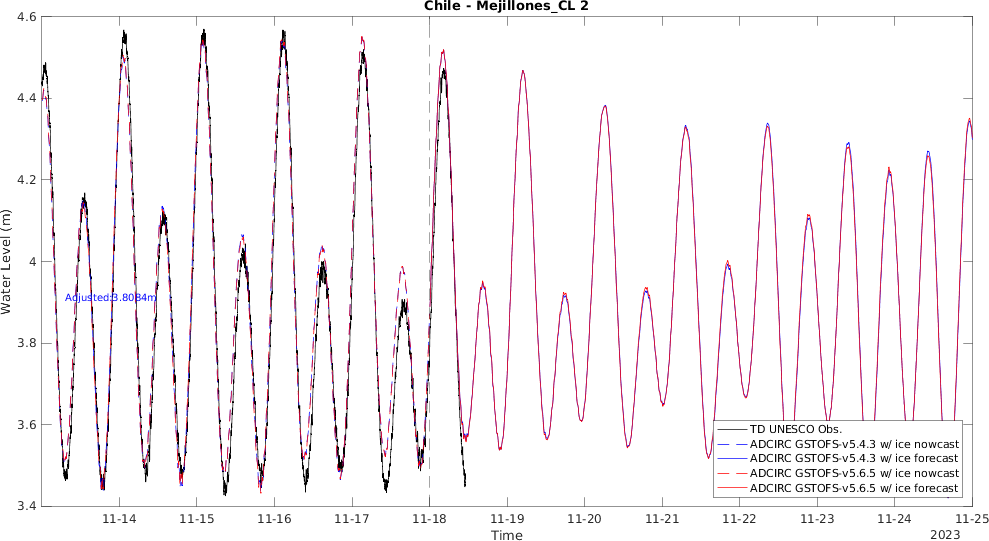 Chile - Mejillones_CL 2
4.6
4.4
4.2
4
3.8
3.6
3.4
Water Level (m)
Adjusted:3.8084m
TD UNESCO Obs.
ADCIRC GSTOFS-v5.4.3 w/ ice nowcast
ADCIRC GSTOFS-v5.4.3 w/ ice forecast
ADCIRC GSTOFS-v5.6.5 w/ ice nowcast
ADCIRC GSTOFS-v5.6.5 w/ ice forecast
11-14 11-15 11-16 11-17 11-18 11-19 11-20 11-21 11-22 11-23 11-24 11-25
Time
2023